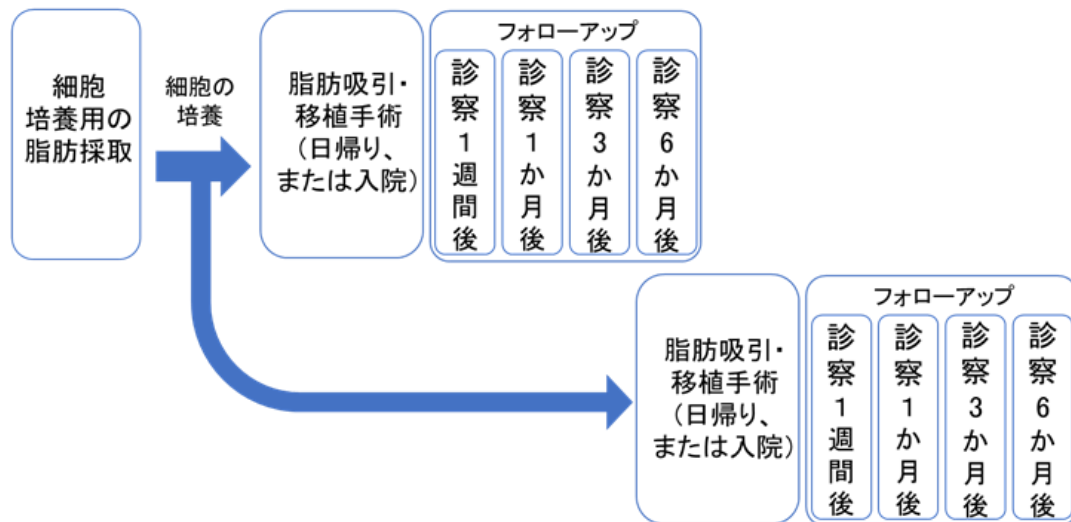 細胞
培養用の
脂肪採取
細胞の
培養
脂肪吸引・
移植手術
(日帰り、
または入院)
フォローアップ
診察1週間後
診察1か月後
診察3か月後
診察6か月後
脂肪吸引・
移植手術
(日帰り、
または入院)
フォローアップ
診察1週間後
診察1か月後
診察3か月後
診察6か月後